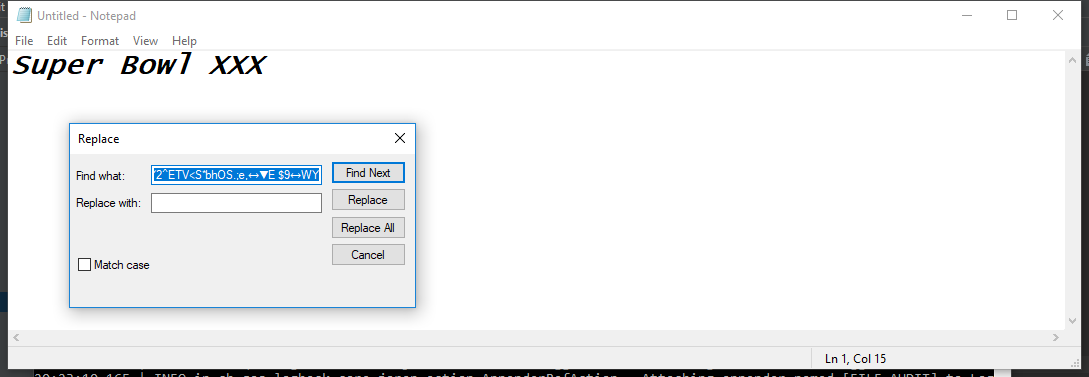 Untitled - Notepad
File Edit Format View Help
Super Bowl XXX
Replace
Find what: '2^ETV<S*bhOS.;e,↔▼E $9↔WY
Find Next
Replace with:
Replace
Replace All
Cancel
Match case
Ln 1, Col 15